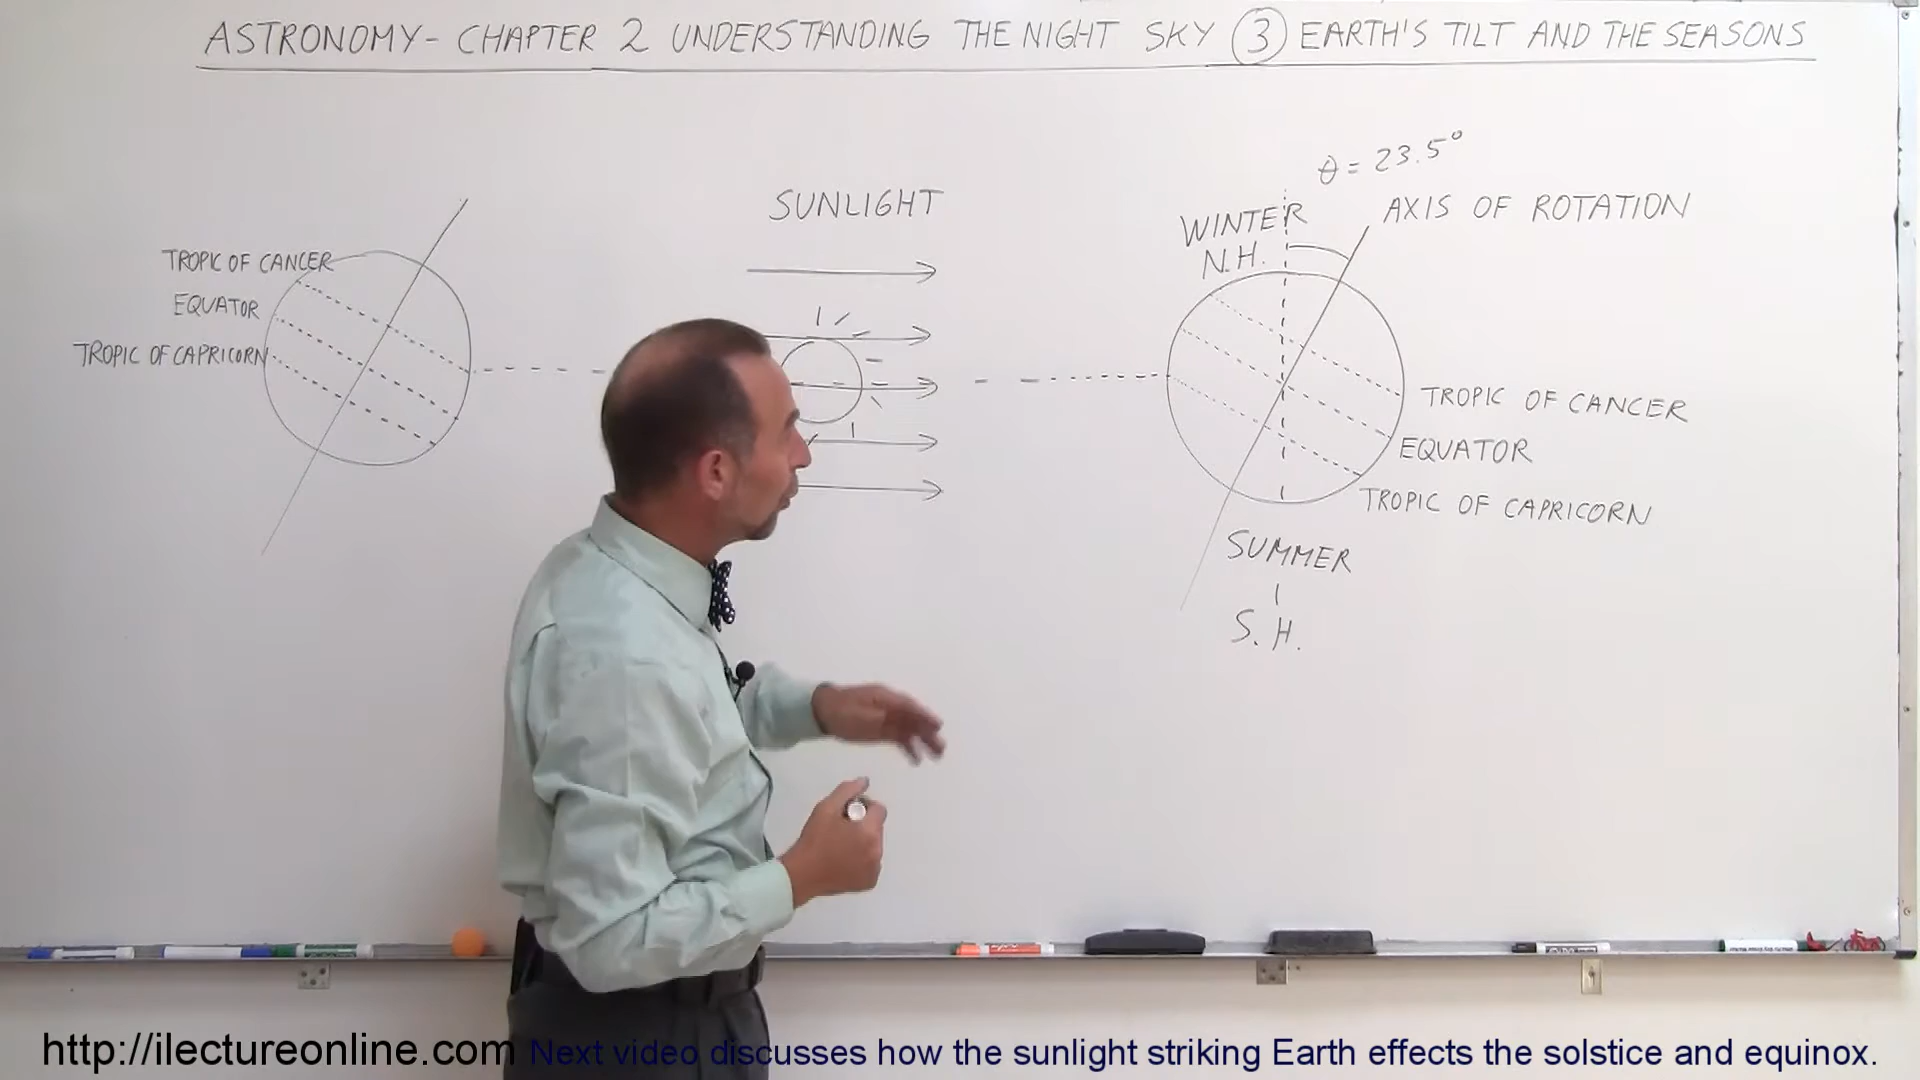 ASTRONOMY- CHAPTER 2 UNDERSTANDING THE NIGHT SKY 3 EARTH'S TILT AND THE SEASONS
θ = 23.5°
SUNLIGHT
WINTER
N.H.
AXIS OF ROTATION
TROPIC OF CANCER
EQUATOR
TROPIC OF CAPRICORN
TROPIC OF CANCER
EQUATOR
TROPIC OF CAPRICORN
SUMMER
S.H.
http://ilectureonline.com Next video discusses how the sunlight striking Earth effects the solstice and equinox.